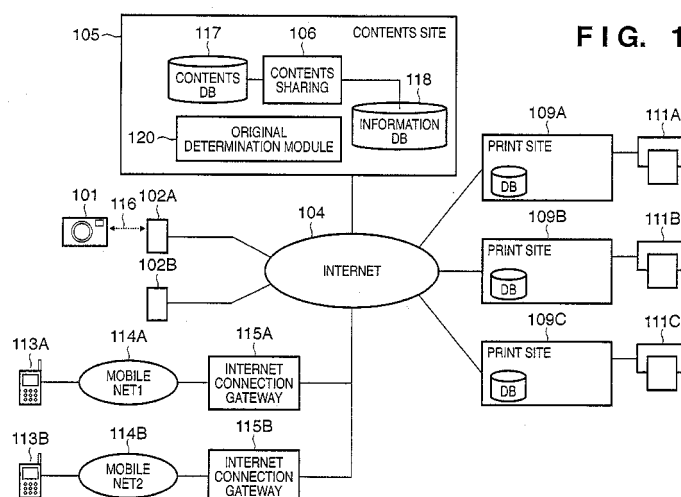 FIG. 1
105
117
106
CONTENTS SITE
CONTENTS
DB
CONTENTS
SHARING
118
120
ORIGINAL
DETERMINATION MODULE
INFORMATION
DB
109A
111A
PRINT SITE
DB
101
116
102A
104
109B
111B
102B
INTERNET
PRINT SITE
DB
109C
111C
113A
114A
115A
PRINT SITE
MOBILE
NET1
INTERNET
CONNECTION
GATEWAY
DB
113B
114B
115B
MOBILE
NET2
INTERNET
CONNECTION
GATEWAY